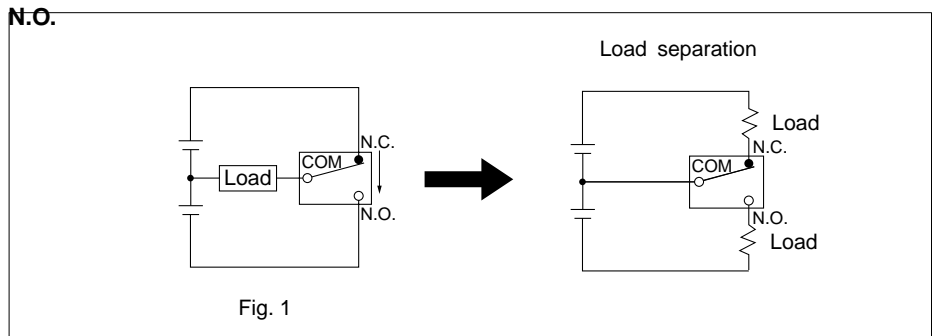 N.O.
Load separation
N.C.
COM
Load
N.O.
Fig. 1
Load
N.C.
COM
N.O.
Load